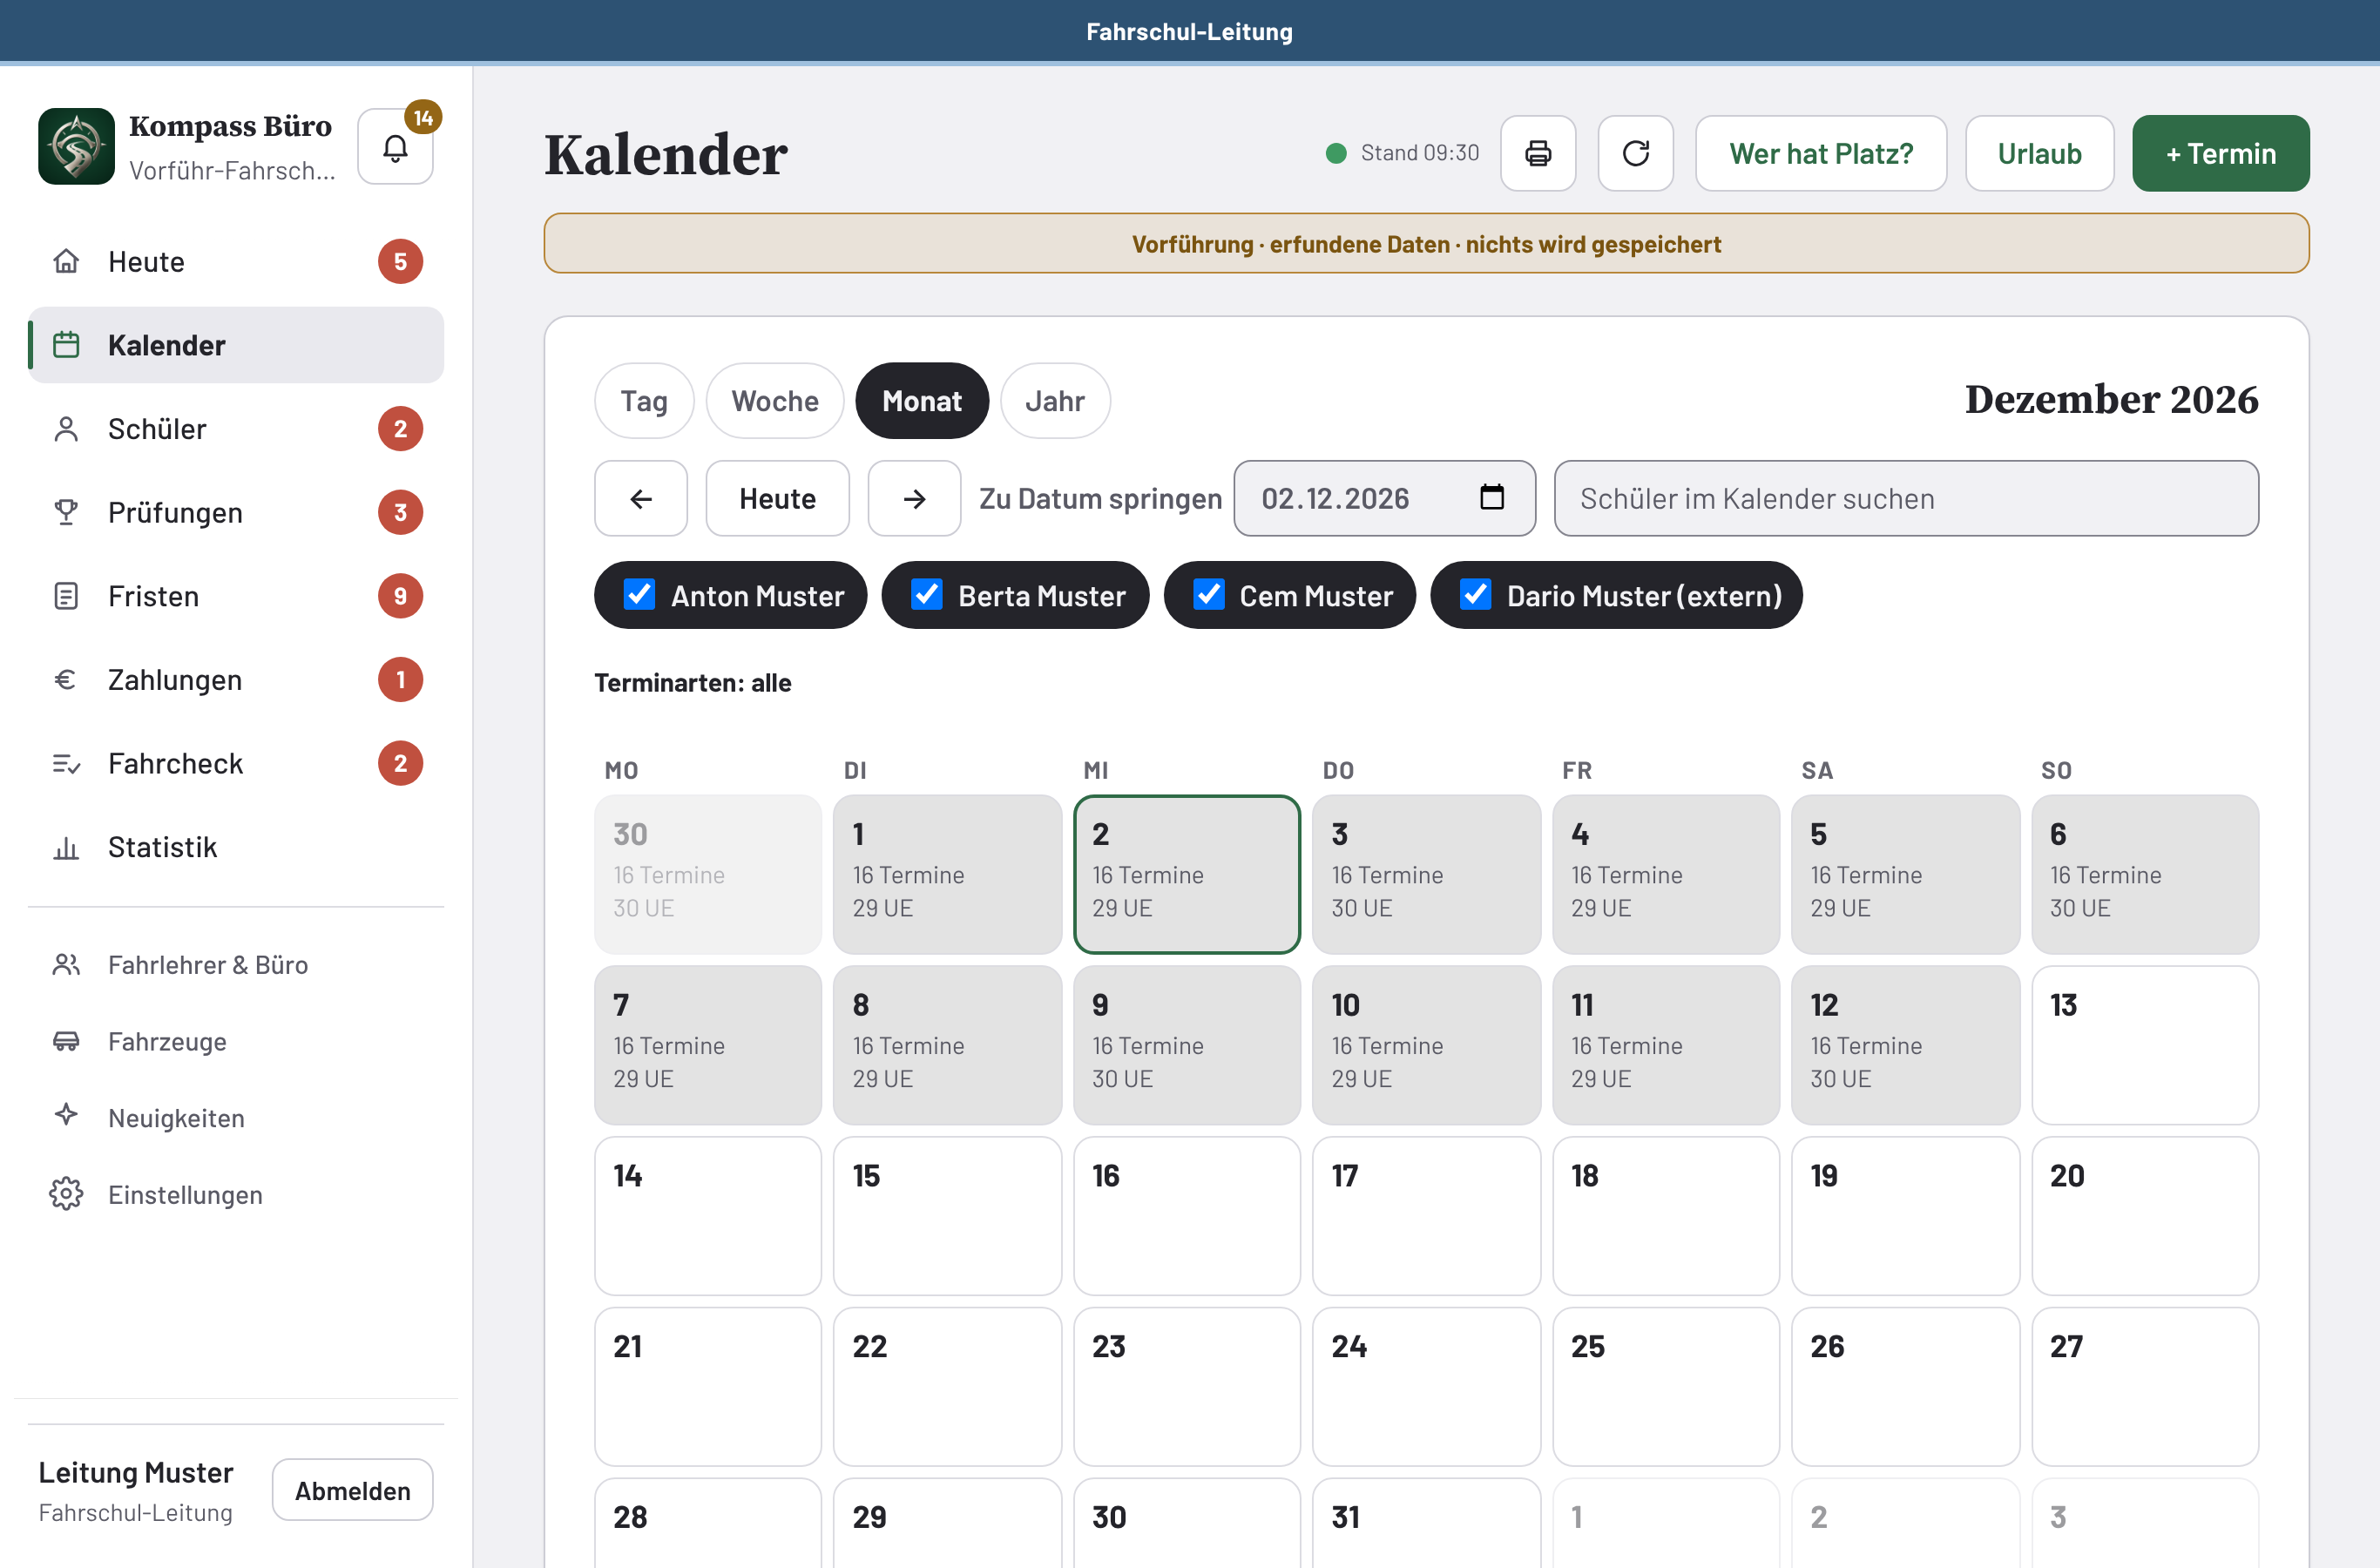 Fahrschul-Leitung
Kompass Büro
Vorführ-Fahrsch...
14
Heute 5
Kalender
Schüler 2
Prüfungen 3
Fristen 9
Zahlungen 1
Fahrcheck 2
Statistik
Fahrlehrer & Büro
Fahrzeuge
Neuigkeiten
Einstellungen
Leitung Muster
Fahrschul-Leitung
Abmelden
Kalender
Stand 09:30
Wer hat Platz?
Urlaub
+ Termin
Vorführung · erfundene Daten · nichts wird gespeichert
Tag Woche Monat Jahr
Dezember 2026
← Heute → Zu Datum springen 02.12.2026 Schüler im Kalender suchen
Anton Muster Berta Muster Cem Muster Dario Muster (extern)
Terminarten: alle
MO DI MI DO FR SA SO
30 1 2 3 4 5 6
16 Termine 16 Termine 16 Termine 16 Termine 16 Termine 16 Termine 16 Termine
30 UE 29 UE 29 UE 30 UE 29 UE 29 UE 30 UE
7 8 9 10 11 12 13
16 Termine 16 Termine 16 Termine 16 Termine 16 Termine 16 Termine
29 UE 29 UE 30 UE 29 UE 29 UE 30 UE
14 15 16 17 18 19 20
21 22 23 24 25 26 27
28 29 30 31 1 2 3